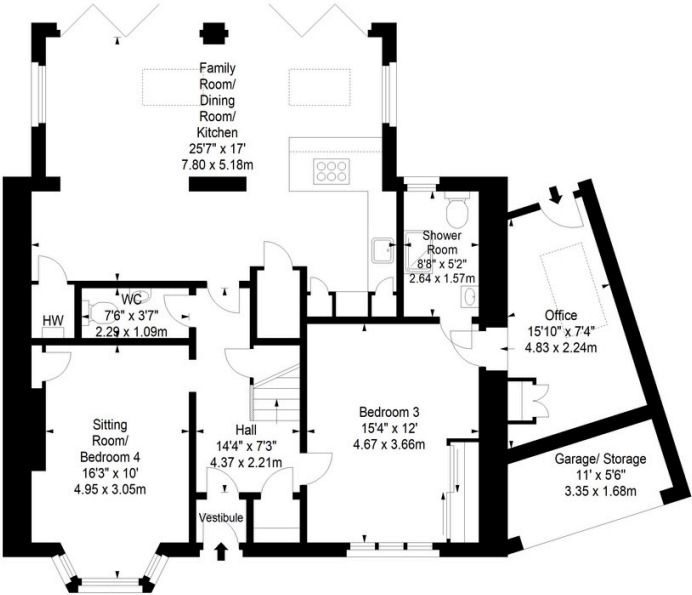 Family
Room/
Dining
Room/
Kitchen
25'7" x 17'
7.80 x 5.18m
Shower
Room
8'8" x 5'2"
2.64 x 1.57m
WC
7'6" x 3'7"
2.29 x 1.09m
HW
Office
15'10" x 7'4"
4.83 x 2.24m
Sitting
Room/
Bedroom 4
16'3" x 10'
4.95 x 3.05m
Hall
14'4" x 7'3"
4.37 x 2.21m
Bedroom 3
15'4" x 12'
4.67 x 3.66m
Garage/ Storage
11' x 5'6"
3.35 x 1.68m
Vestibule